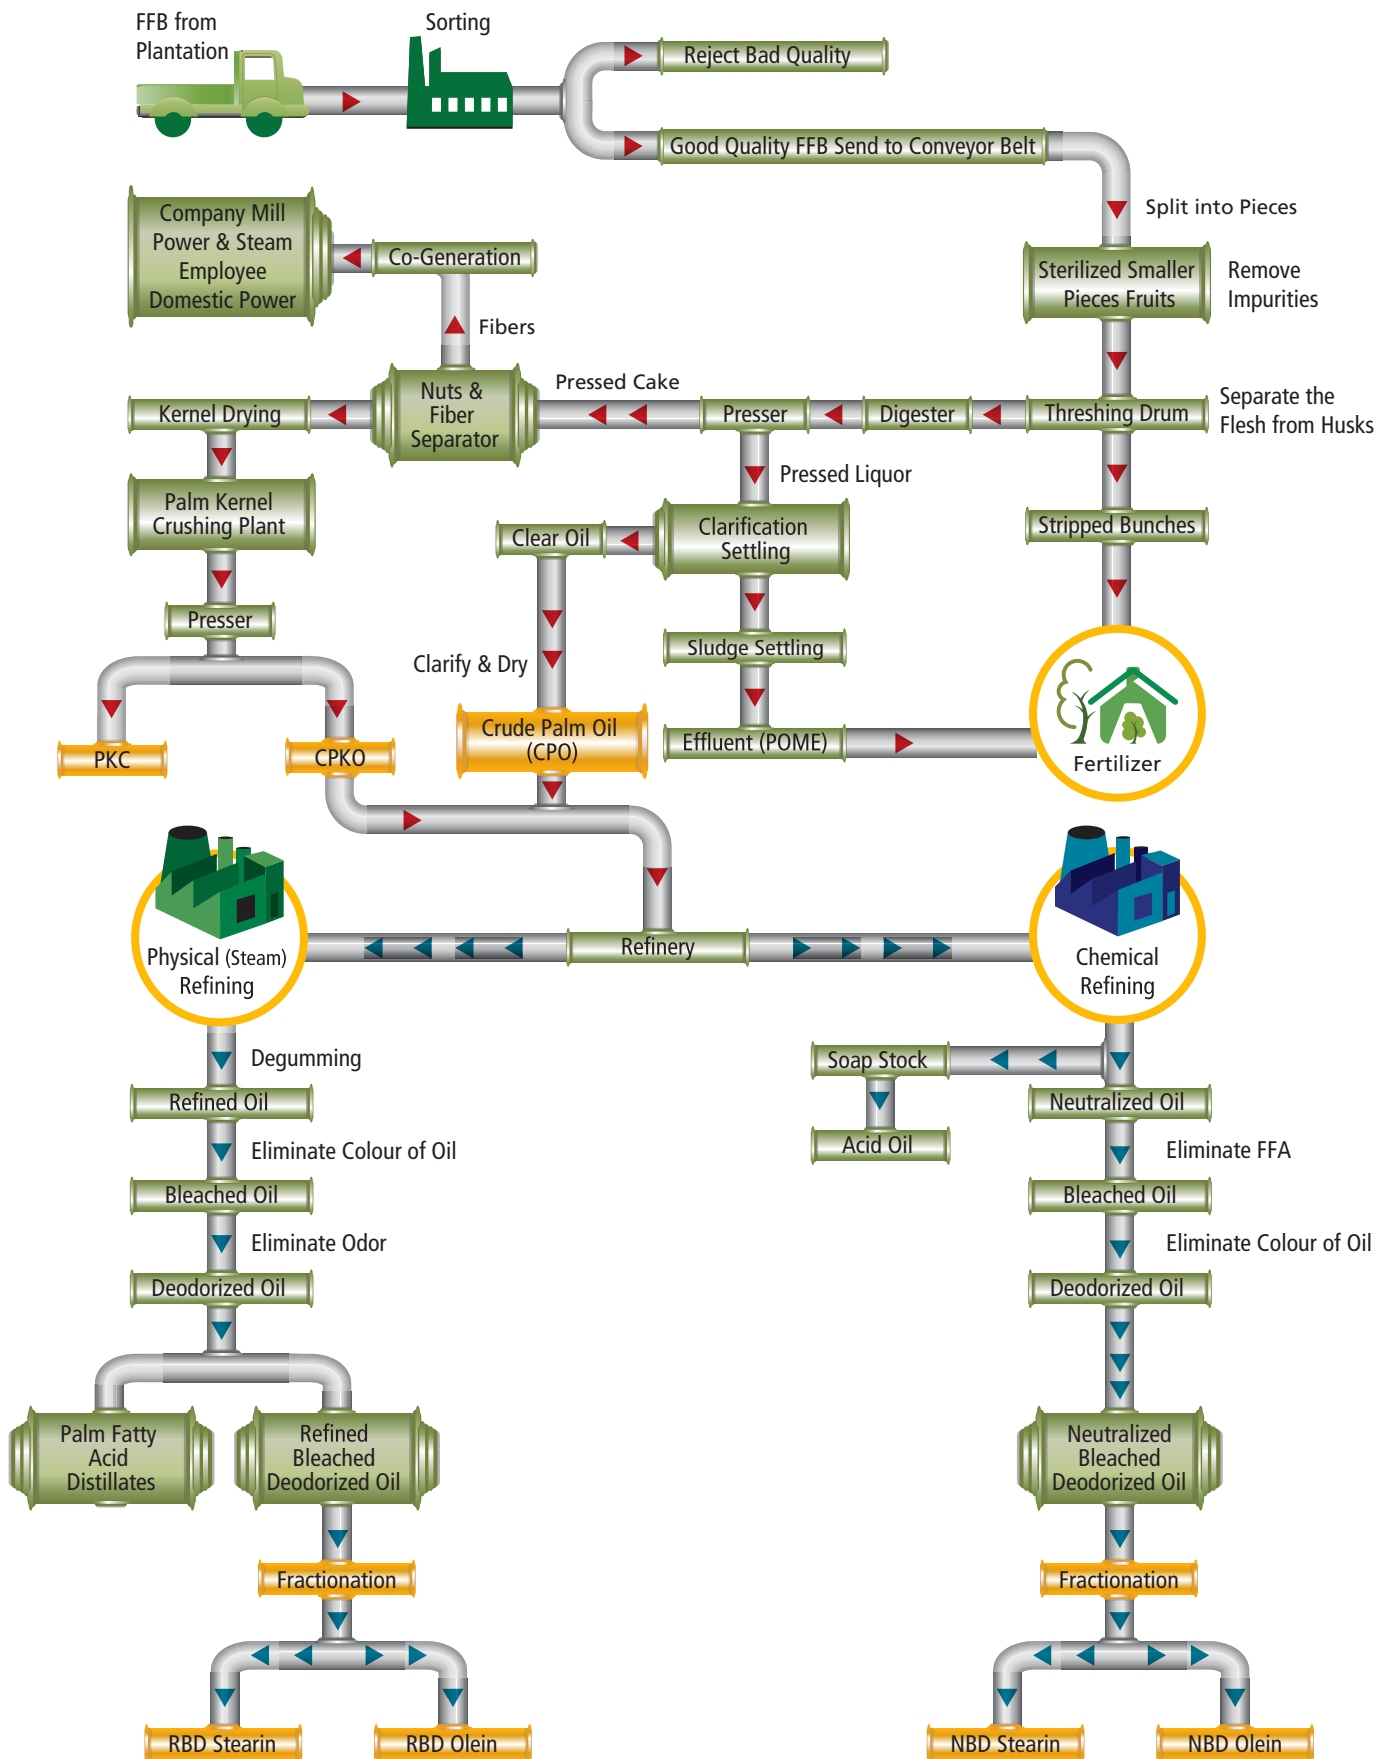 FFB from
Plantation
Sorting
Reject Bad Quality
Good Quality FFB Send to Conveyor Belt
Split into Pieces
Company Mill
Power & Steam
Employee
Domestic Power
Co-Generation
Sterilized Smaller
Pieces Fruits
Remove
Impurities
Fibers
Pressed Cake
Kernel Drying
Nuts &
Fiber
Separator
Presser
Digester
Threshing Drum
Separate the
Flesh from Husks
Pressed Liquor
Palm Kernel
Crushing Plant
Clear Oil
Clarification
Settling
Stripped Bunches
Presser
Sludge Settling
Clarify & Dry
PKC
CPKO
Crude Palm Oil
(CPO)
Effluent (POME)
Fertilizer
Physical (Steam)
Refining
Refinery
Chemical
Refining
Degumming
Soap Stock
Refined Oil
Neutralized Oil
Eliminate Colour of Oil
Acid Oil
Eliminate FFA
Bleached Oil
Bleached Oil
Eliminate Odor
Eliminate Colour of Oil
Deodorized Oil
Deodorized Oil
Palm Fatty
Acid
Distillates
Refined
Bleached
Deodorized Oil
Neutralized
Bleached
Deodorized Oil
Fractionation
Fractionation
RBD Stearin
RBD Olein
NBD Stearin
NBD Olein